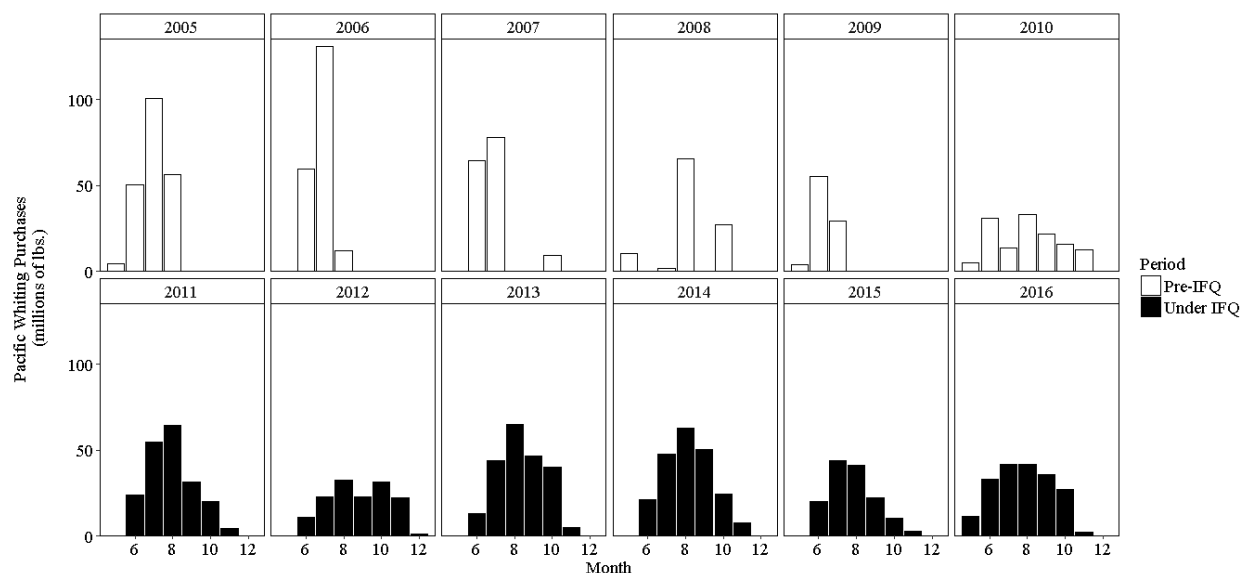 2005 2006 2007 2008 2009 2010
100
50
0
2011 2012 2013 2014 2015 2016
100
50
0
6 8 10 12 6 8 10 12 6 8 10 12 6 8 10 12 6 8 10 12 6 8 10 12
Month
Pacific Whiting Purchases
(millions of lbs.)
Period
Pre-IFQ
Under IFQ